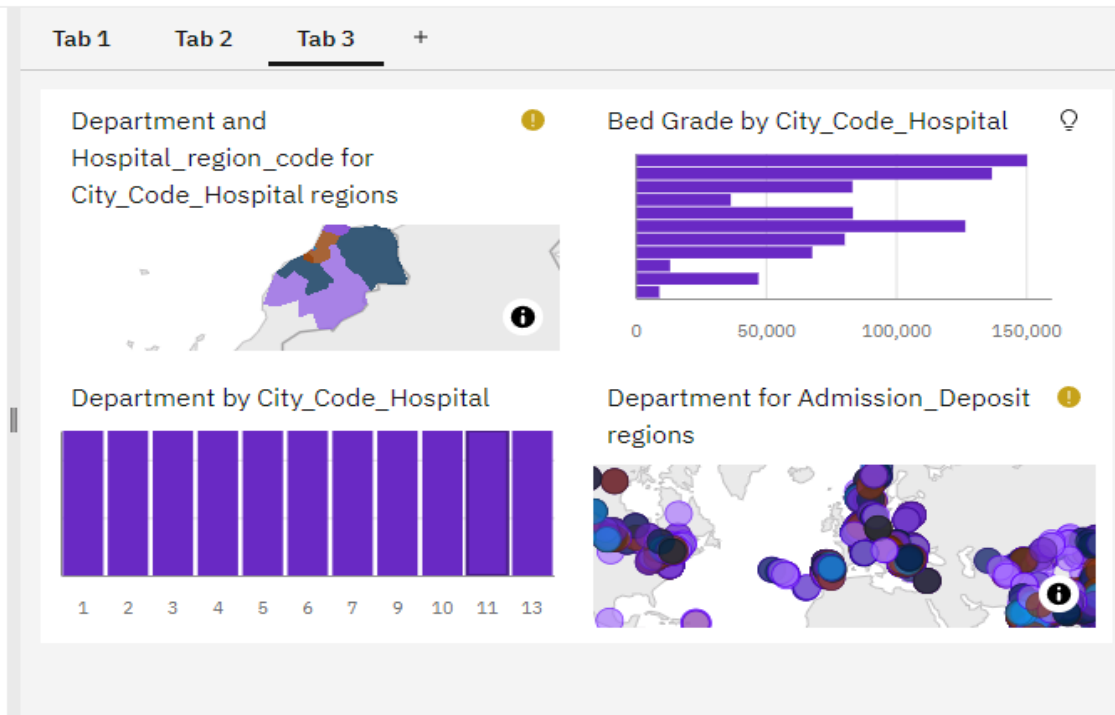 Tab 1 Tab 2 Tab 3 +
Department and
Hospital_region_code for
City_Code_Hospital regions
Bed Grade by City_Code_Hospital
0 50,000 100,000 150,000
Department by City_Code_Hospital
1 2 3 4 5 6 7 9 10 11 13
Department for Admission_Deposit
regions